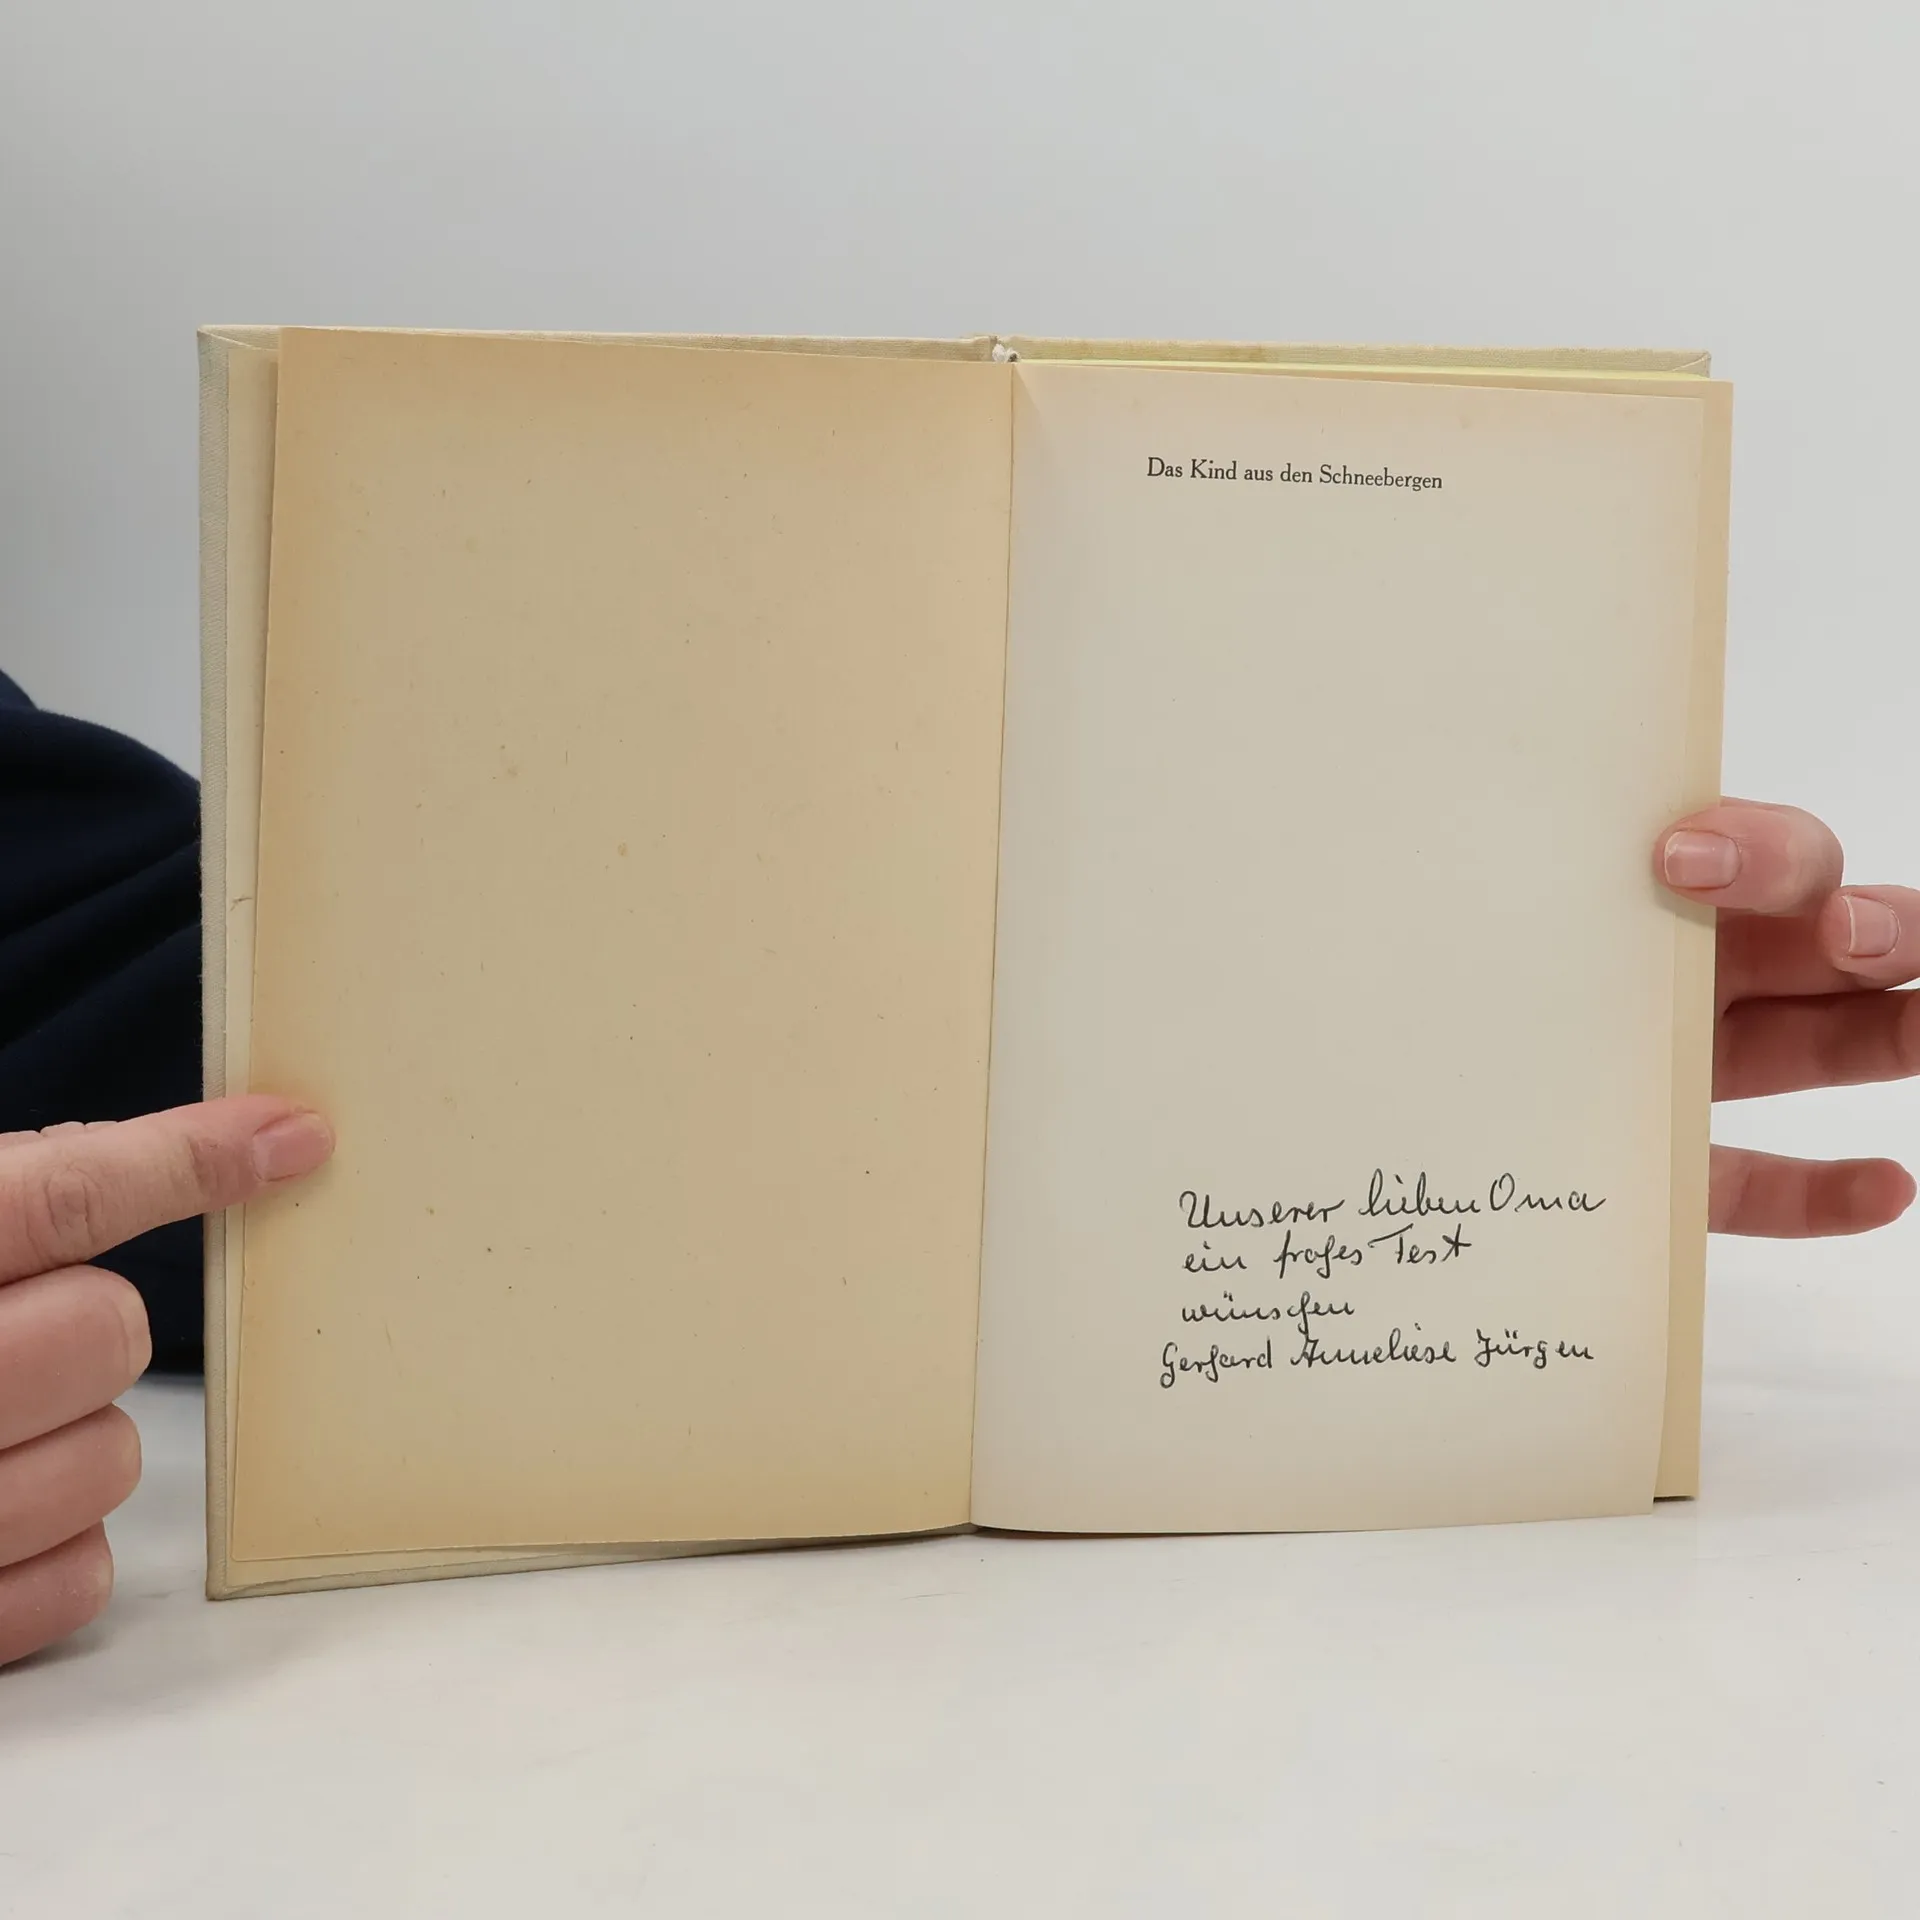 Das Kind aus den Schneebergen
Unserer lieben Oma
ein frohes Fest
wünschen
Gerhard Anneliese Jürgen